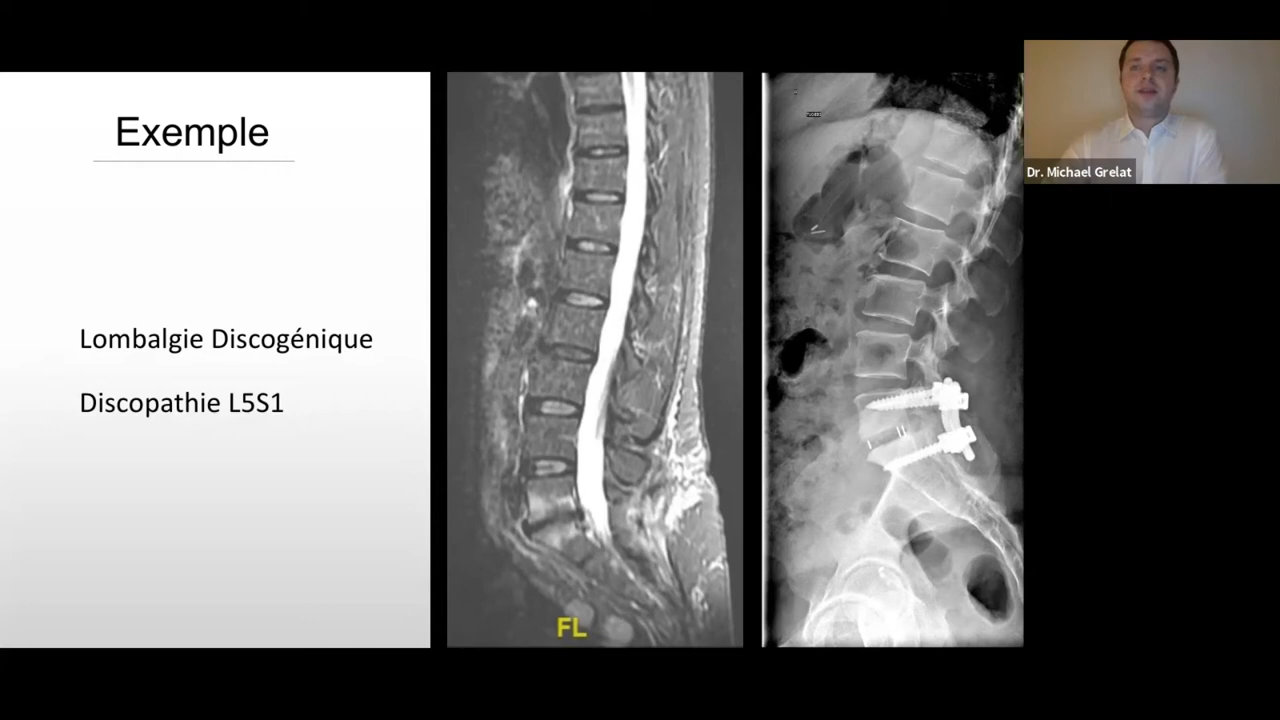 Exemple
Lombalgie Discogénique
Discopathie L5S1
FL
Dr. Michael Grelat